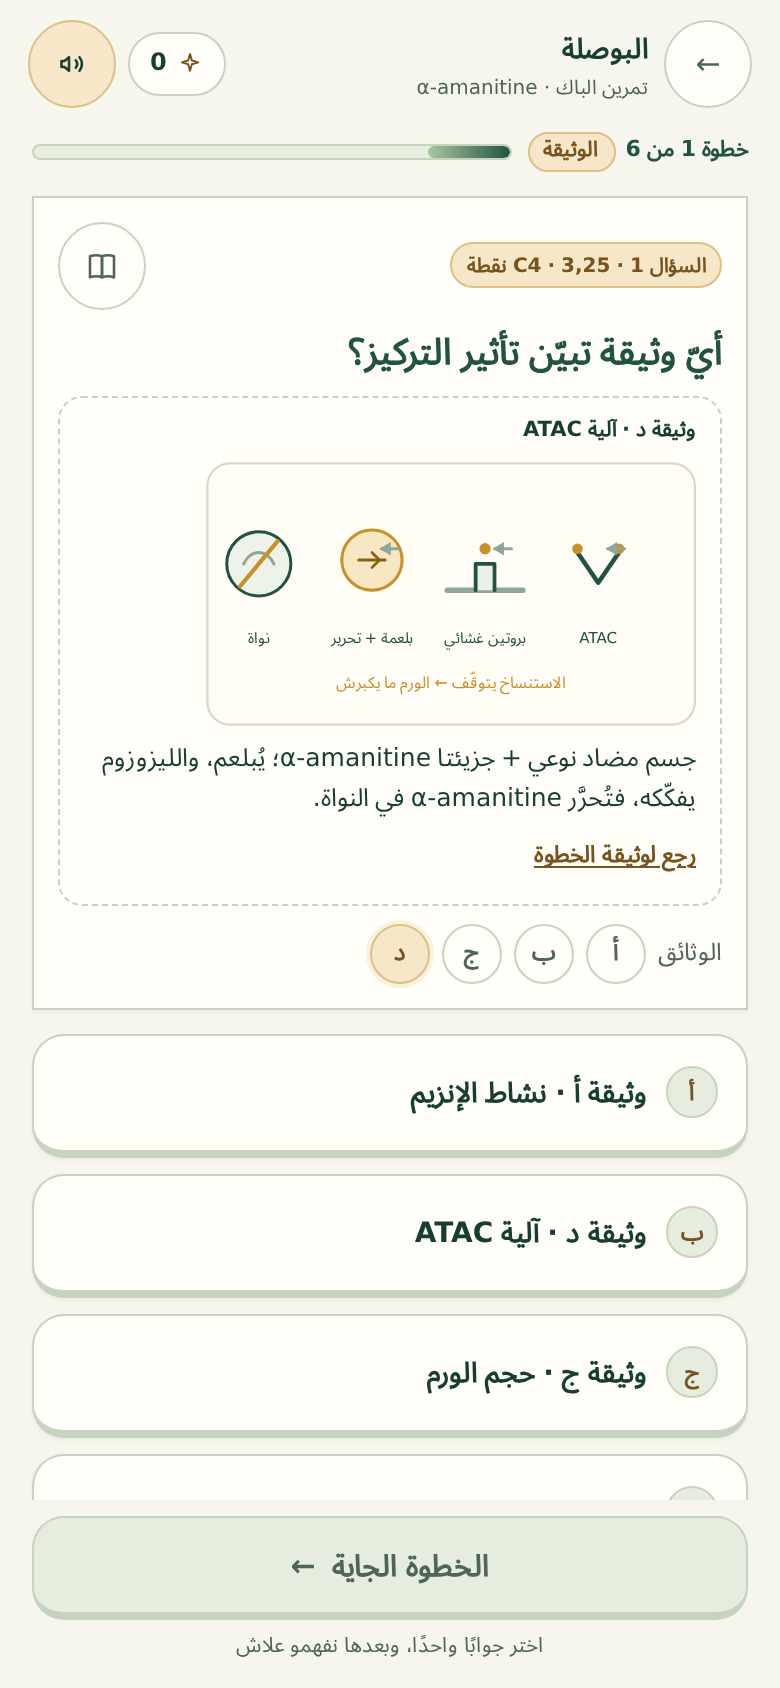 البوصلة
تمرين الباك · α-amanitine
0
خطوة 1 من 6
الوثيقة
السؤال 1 · C4 · 3,25 نقطة
أيّ وثيقة تبيّن تأثير التركيز؟
وثيقة د · آلية ATAC
ATAC
بروتين غشائي
بلعمة + تحرير
نواة
الاستنساخ يتوقّف ← الورم ما يكبرش
جسم مضاد نوعي + جزيئتا α-amanitine؛ يُبلعم، والليزوزوم
يفكّكه، فتُحرَّر α-amanitine في النواة.
رجع لوثيقة الخطوة
الوثائق
أ
ب
ج
د
أ
وثيقة أ · نشاط الإنزيم
ب
وثيقة د · آلية ATAC
ج
وثيقة ج · حجم الورم
الخطوة الجاية ←
اختر جوابًا واحدًا، وبعدها نفهمو علاش